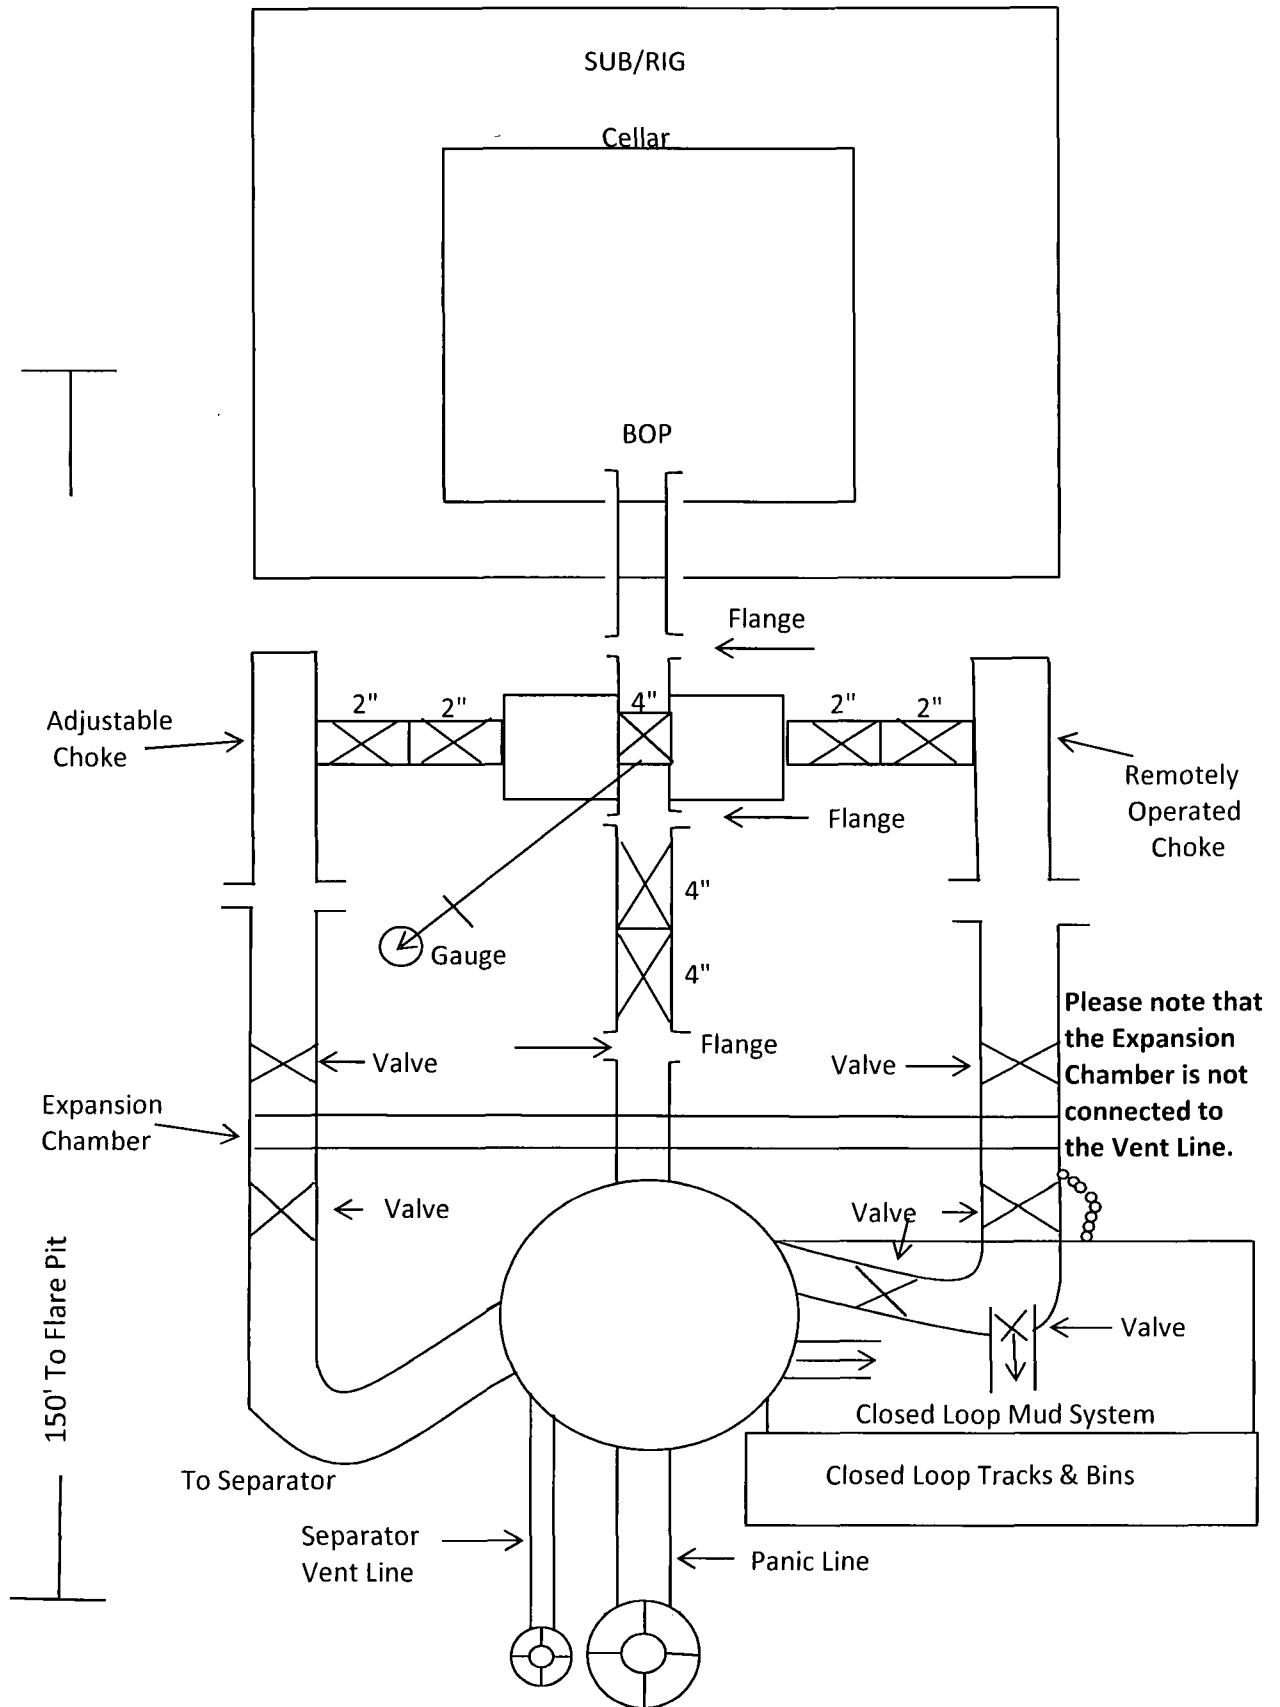 SUB/RIG
Cellar
BOP
Flange
2"
2"
4"
2"
2"
Adjustable
Choke
Remotely
Operated
Choke
Flange
4"
Gauge
4"
Please note that
the Expansion
Chamber is not
connected to
the Vent Line.
Flange
Valve
Valve
Expansion
Chamber
Valve
Valve
Valve
150' To Flare Pit
Closed Loop Mud System
To Separator
Closed Loop Tracks & Bins
Separator
Vent Line
Panic Line